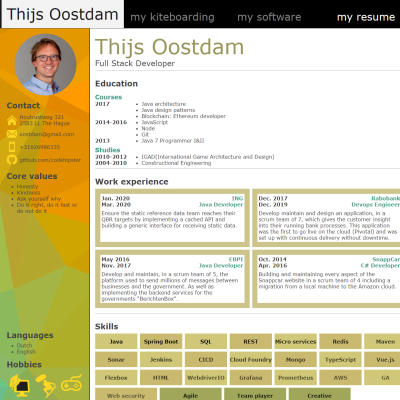 Thijs Oostdam
my kiteboarding
my software
my resume
Contact
2513 LL The Hague
oostdam@gmail.com
+31626986335
github.com/codehipster
Core values
Honesty
Kindness
Ask yourself why
Do it right, do it last or
do not do it
Languages
Dutch
English
Hobbies
Thijs Oostdam
Full Stack Developer
Education
Courses
2017
Java architecture
Java design patterns
Blockchain: Ethereum developer
2014-2016
JavaScript
Node
Git
2013
Java 7 Programmer I&II
Studies
2010-2012
IGAD(International Game Architecture and Design)
2004-2010
Constructional Engineering
Work experience
Jan. 2020
ING
Mar. 2020
Java Developer
Ensure the static reference data team reaches their
QBR targets by implementing a cached API and
building a generic interface for receiving static data.
Dec. 2017
Rabobank
Dec. 2019
Devops Engineer
Develop and maintain and design an application, in a
scrum team of 7, which gives the customer insight
into their running bank processes. This application
was the first to go live on the cloud (Pivotal) and was
set up with continuous delivery without downtime.
May 2016
EBPI
Nov. 2017
Java Developer
Develop and maintain, in a scrum team of 5, the
platform used to send millions of messages between
businesses and the government. As well as
implementing the backend services for the
governments "BerichtenBox".
Oct. 2014
SnappCar
Apr. 2016
C# Developer
Building and maintaining every aspect of the
Snappcar website in a scrum team of 4 including a
migration from a local machine to the Amazon cloud.
Skills
Java
Spring Boot
SQL
REST
Micro services
Redis
Maven
Sonar
Jenkins
CICD
Cloud Foundry
Mongo
TypeScript
Vue.js
Flexbox
HTML
WebdriverIO
Grafana
Prometheus
AWS
GA
Web security
Agile
Team player
Creative